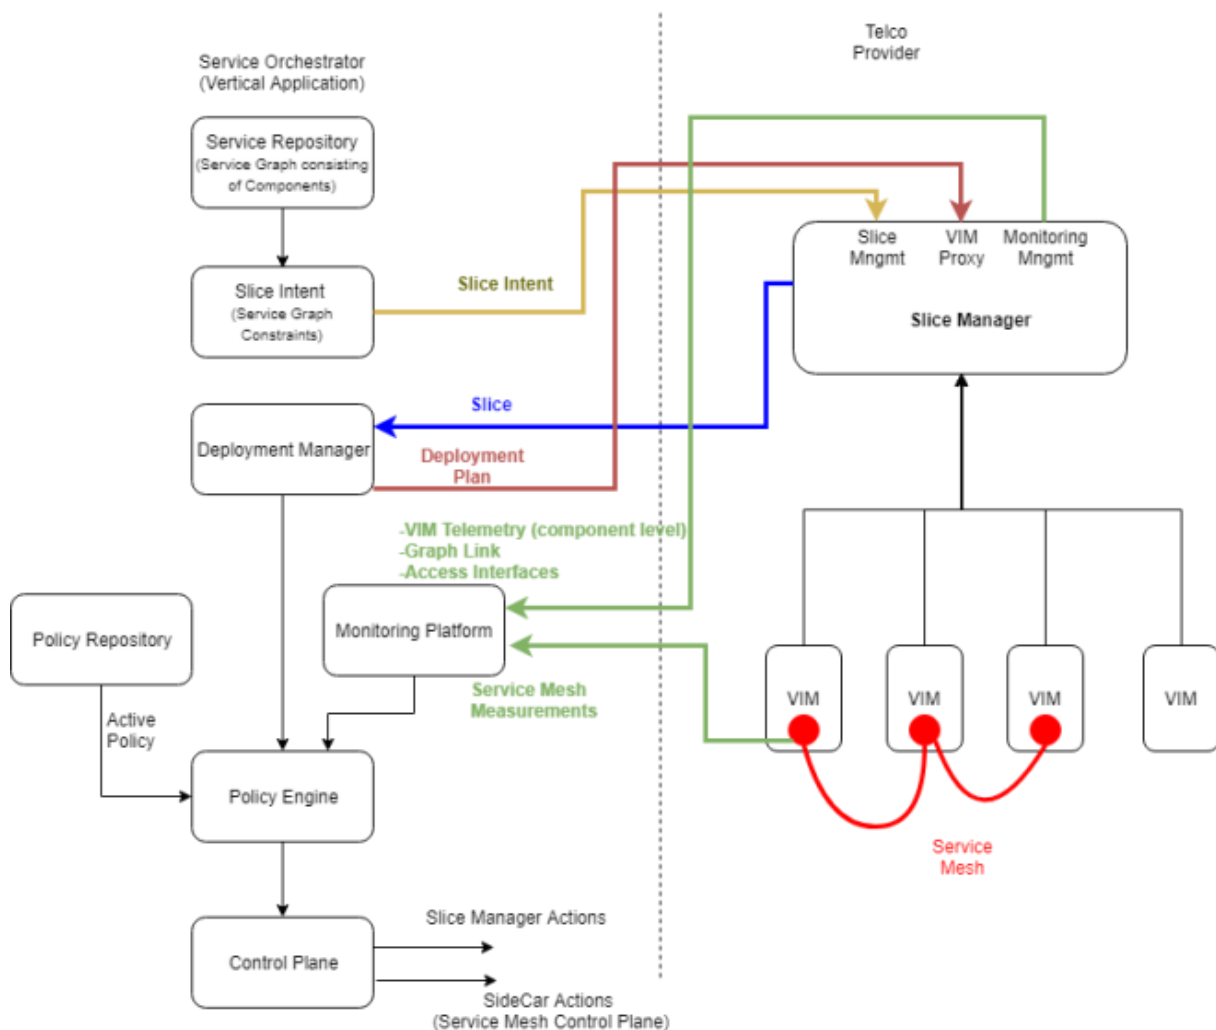 Service Orchestrator
(Vertical Application)
Telco
Provider
Service Repository
(Service Graph consisting
of Components)
Slice Intent
(Service Graph
Constraints)
Slice Intent
Slice
Mngmt
VIM
Proxy
Monitoring
Mngmt
Slice Manager
Slice
Deployment Manager
Deployment
Plan
-VIM Telemetry (component level)
-Graph Link
-Access Interfaces
Policy Repository
Monitoring Platform
Service Mesh
Measurements
VIM
VIM
VIM
VIM
Active
Policy
Policy Engine
Service
Mesh
Slice Manager Actions
Control Plane
SideCar Actions
(Service Mesh Control Plane)